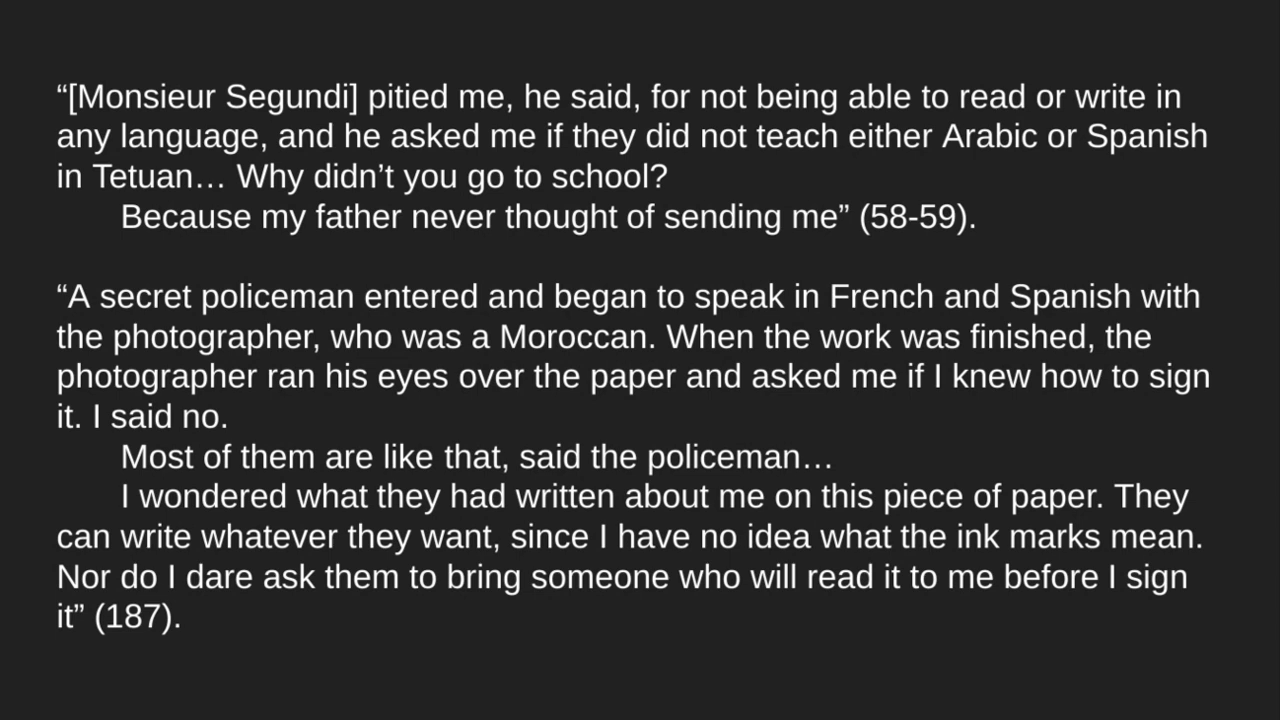 “[Monsieur Segundi] pitied me, he said, for not being able to read or write in
any language, and he asked me if they did not teach either Arabic or Spanish
in Tetuan… Why didn’t you go to school?
Because my father never thought of sending me” (58-59).
“A secret policeman entered and began to speak in French and Spanish with
the photographer, who was a Moroccan. When the work was finished, the
photographer ran his eyes over the paper and asked me if I knew how to sign
it. I said no.
Most of them are like that, said the policeman…
I wondered what they had written about me on this piece of paper. They
can write whatever they want, since I have no idea what the ink marks mean.
Nor do I dare ask them to bring someone who will read it to me before I sign
it” (187).